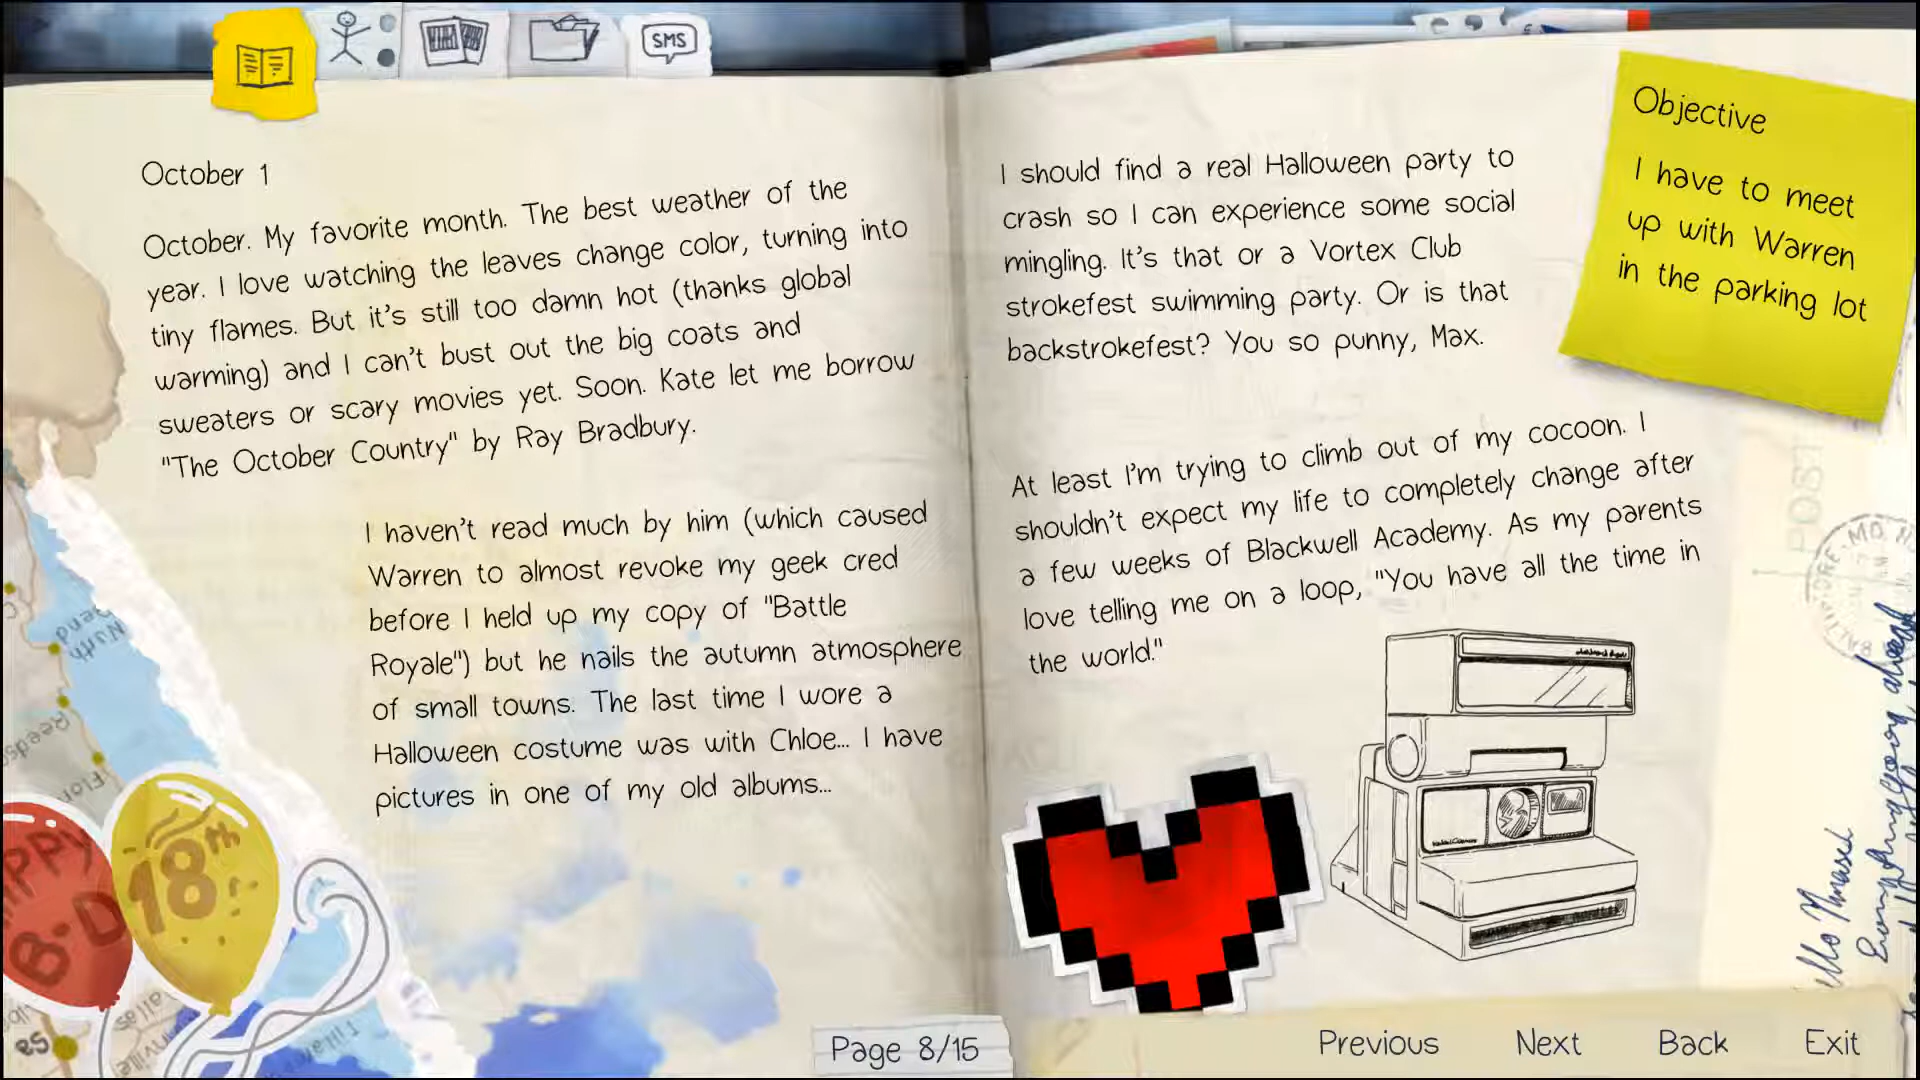 SMS
October 1
October. My favorite month. The best weather of the
year. I love watching the leaves change color, turning into
tiny flames. But it's still too damn hot (thanks global
warming) and I can't bust out the big coats and
sweaters or scary movies yet. Soon. Kate let me borrow
"The October Country" by Ray Bradbury.
I haven't read much by him (which caused
Warren to almost revoke my geek cred
before I held up my copy of "Battle
Royale") but he nails the autumn atmosphere
of small towns. The last time I wore a
Halloween costume was with Chloe... I have
pictures in one of my old albums...
I should find a real Halloween party to
crash so I can experience some social
mingling. It's that or a Vortex Club
strokefest swimming party. Or is that
backstrokefest? You so punny, Max.
At least I'm trying to climb out of my cocoon. I
shouldn't expect my life to completely change after
a few weeks of Blackwell Academy. As my parents
love telling me on a loop, "You have all the time in
the world."
Objective
I have to meet
up with Warren
in the parking lot
North
18th
B-D
POST
Page 8/15
Previous
Next
Back
Exit